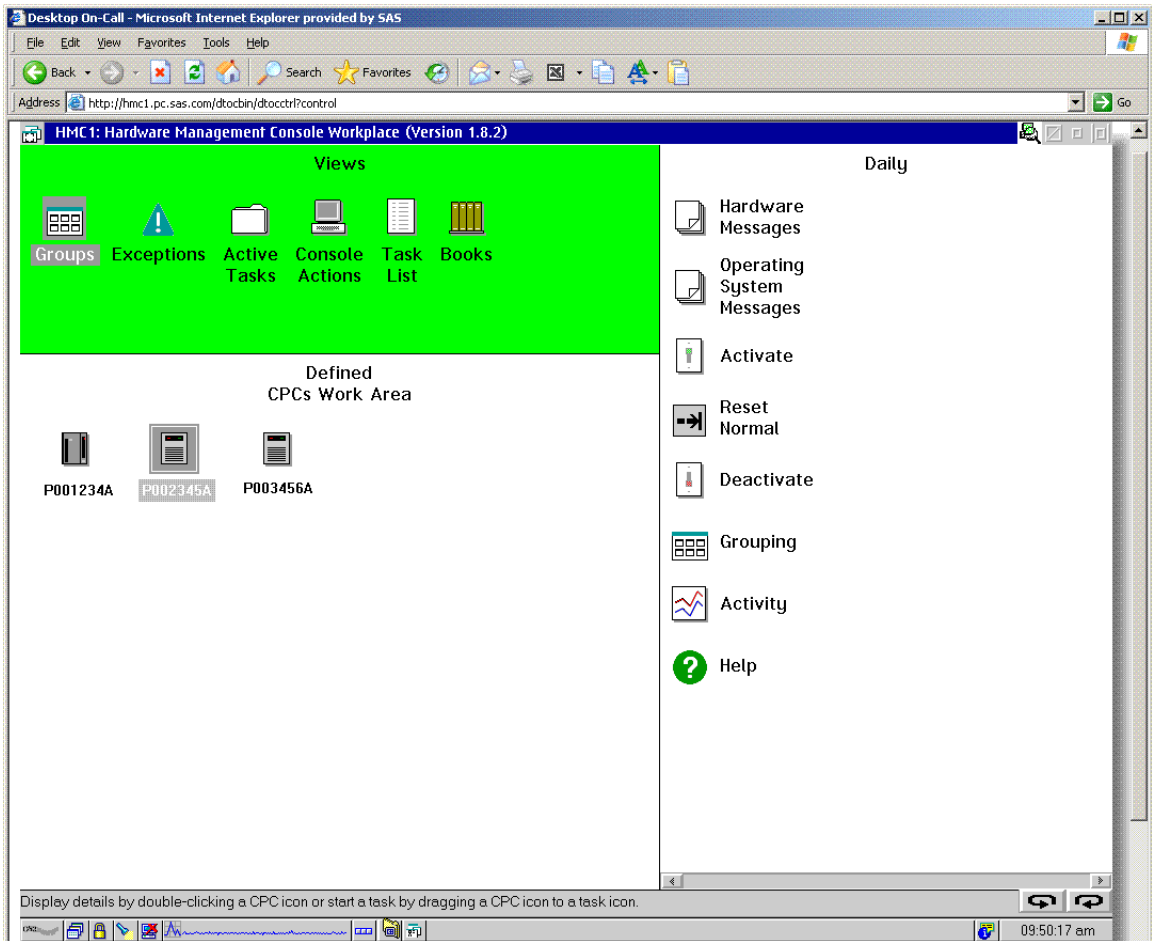 Desktop On-Call - Microsoft Internet Explorer provided by SAS
File Edit View Favorites Tools Help
Back Search Favorites
Address http://hmc1.pc.sas.com/dtocbin/dtocctrl?control Go
HMC1: Hardware Management Console Workplace (Version 1.8.2)
Views
Groups Exceptions Active Tasks Console Actions Task List Books
Defined
CPCs Work Area
P001234A P002345A P003456A
Daily
Hardware
Messages
Operating
System
Messages
Activate
Reset
Normal
Deactivate
Grouping
Activity
Help
Display details by double-clicking a CPC icon or start a task by dragging a CPC icon to a task icon.
09:50:17 am